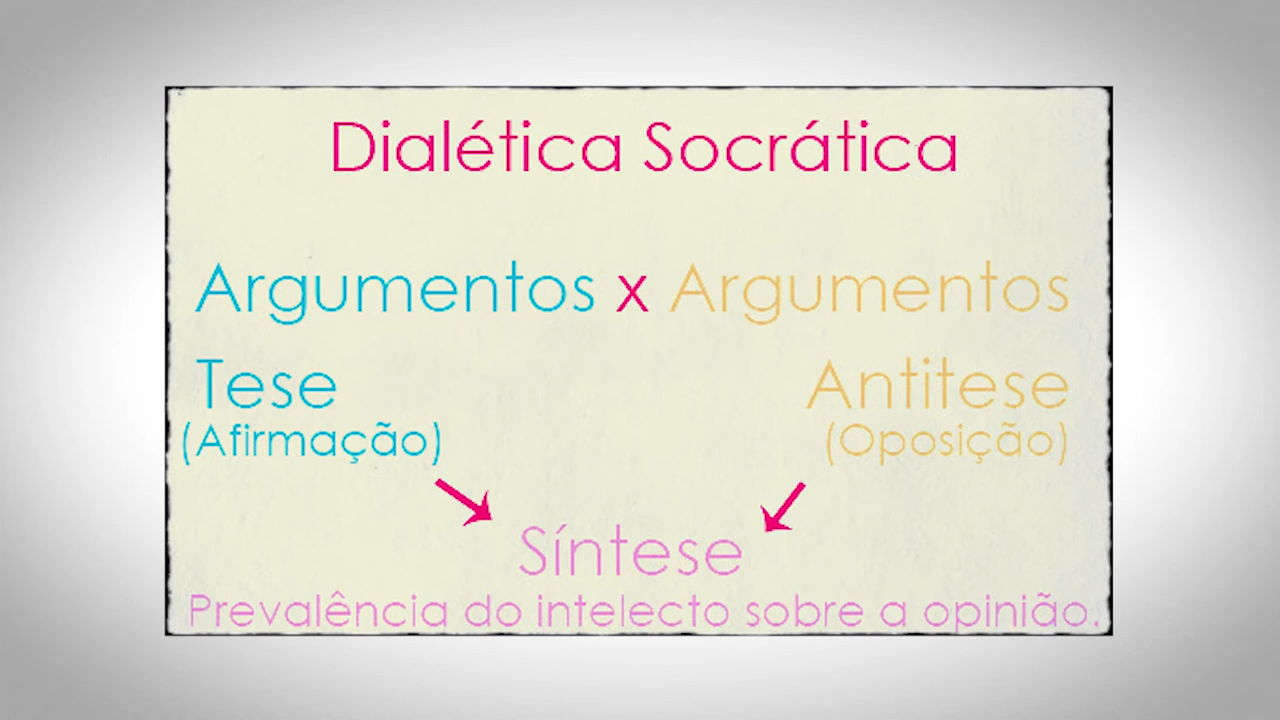 Dialética Socrática
Argumentos x Argumentos
Tese Antitese
(Afirmação) (Oposição)
Síntese
Prevalência do intelecto sobre a opinião.